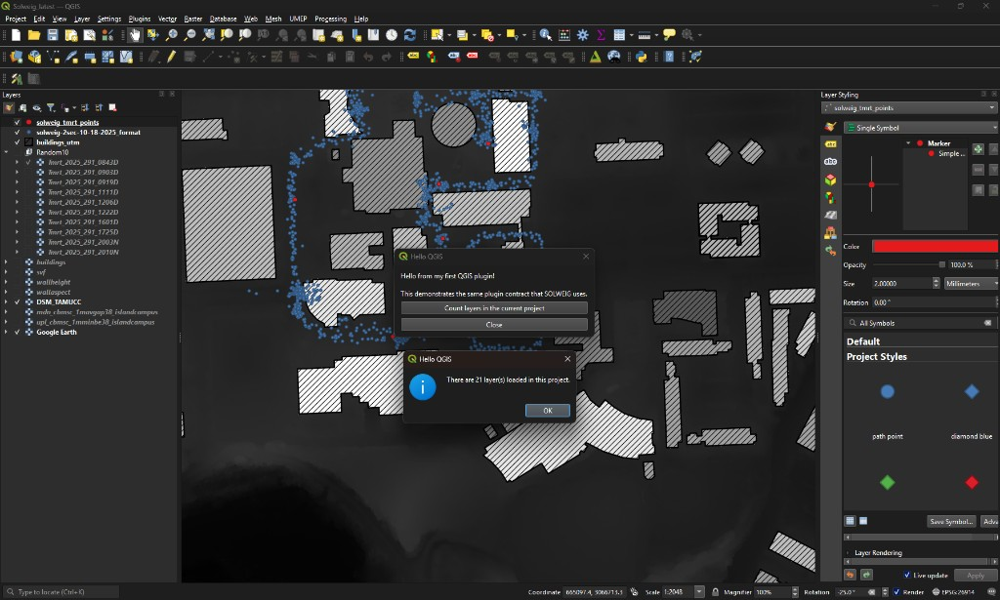 Solweig_latest — QGIS
Project Edit View Layer Settings Plugins Vector Raster Database Web Mesh UMEP Processing Help
Layers
solweig_tmrt_points
solweig-2sec-10-18-2025_format
buildings_utm
Random10
Tmrt_2025_291_0843D
Tmrt_2025_291_0903D
Tmrt_2025_291_0919D
Tmrt_2025_291_1111D
Tmrt_2025_291_1206D
Tmrt_2025_291_1222D
Tmrt_2025_291_1601D
Tmrt_2025_291_1725D
Tmrt_2025_291_2003N
Tmrt_2025_291_2010N
buildings
svf
wallheight
wallaspect
DSM_TAMUCC
Google Earth
Hello QGIS
Hello from my first QGIS plugin!
This demonstrates the same plugin contract that SOLWEIG uses.
Count layers in the current project
Close
Hello QGIS
There are 21 layer(s) loaded in this project.
OK
Layer Styling
solweig_tmrt_points
Single Symbol
Marker
Simple ...
Color
Opacity 100.0 %
Size 2.00000 Millimeters
Rotation 0.00 °
All Symbols
Default
Project Styles
path point diamond blue
Save Symbol... Adva
Layer Rendering
Live update Apply
Type to locate (Ctrl+K) Coordinate 665097.4, 3066713.1 Scale 1:2048 Magnifier 100% Rotation -25.0 ° Render EPSG:26914